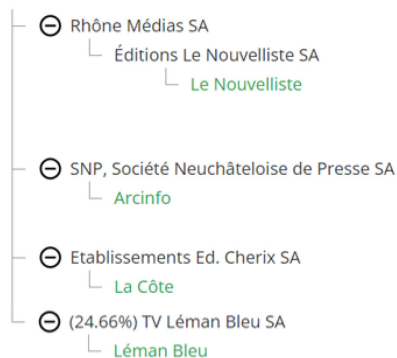 Rhône Médias SA
Éditions Le Nouvelliste SA
Le Nouvelliste
SNP, Société Neuchâteloise de Presse SA
Arcinfo
Etablissements Ed. Cherix SA
La Côte
(24.66%) TV Léman Bleu SA
Léman Bleu